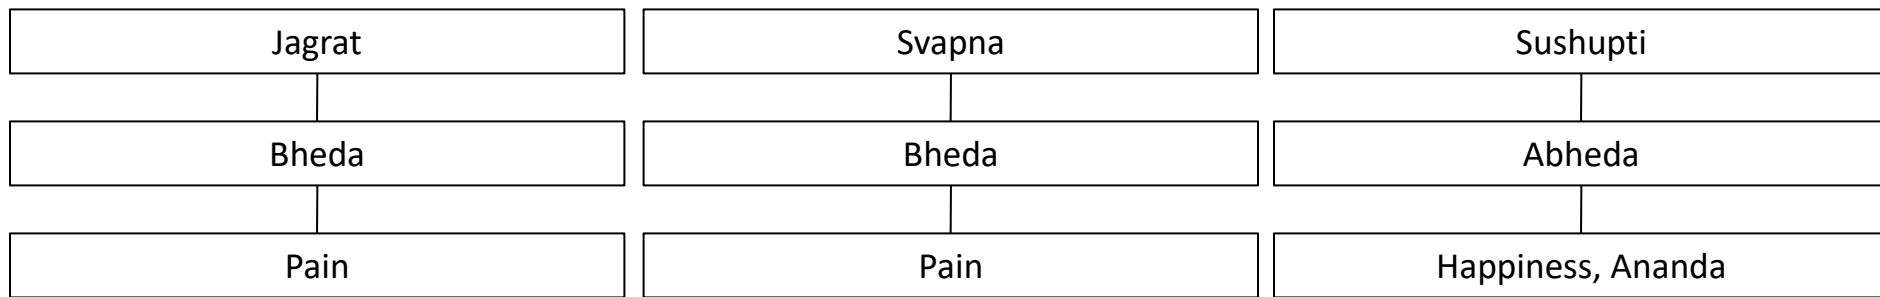 Jagrat
Svapna
Sushupti
Bheda
Bheda
Abheda
Pain
Pain
Happiness, Ananda